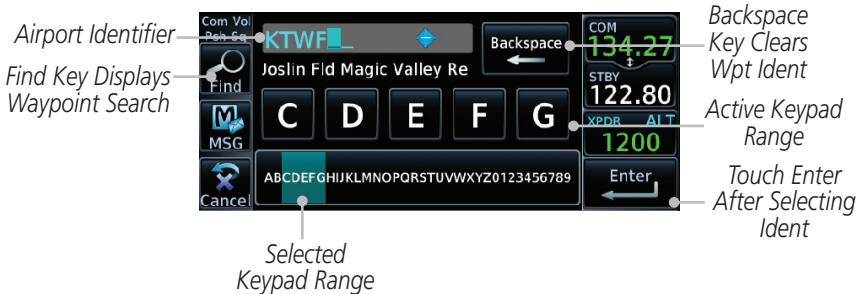 Airport Identifier
Find Key Displays
Waypoint Search
Com Vol
Psh Sq
Find
MSG
Cancel
KTWF_
Joslin Fld Magic Valley Re
Backspace
C D E F G
ABCDEFGHIJKLMNOPQRSTUVWXYZ0123456789
COM
134.27
STBY
122.80
XPDR ALT
1200
Enter
Backspace
Key Clears
Wpt Ident
Active Keypad
Range
Touch Enter
After Selecting
Ident
Selected
Keypad Range